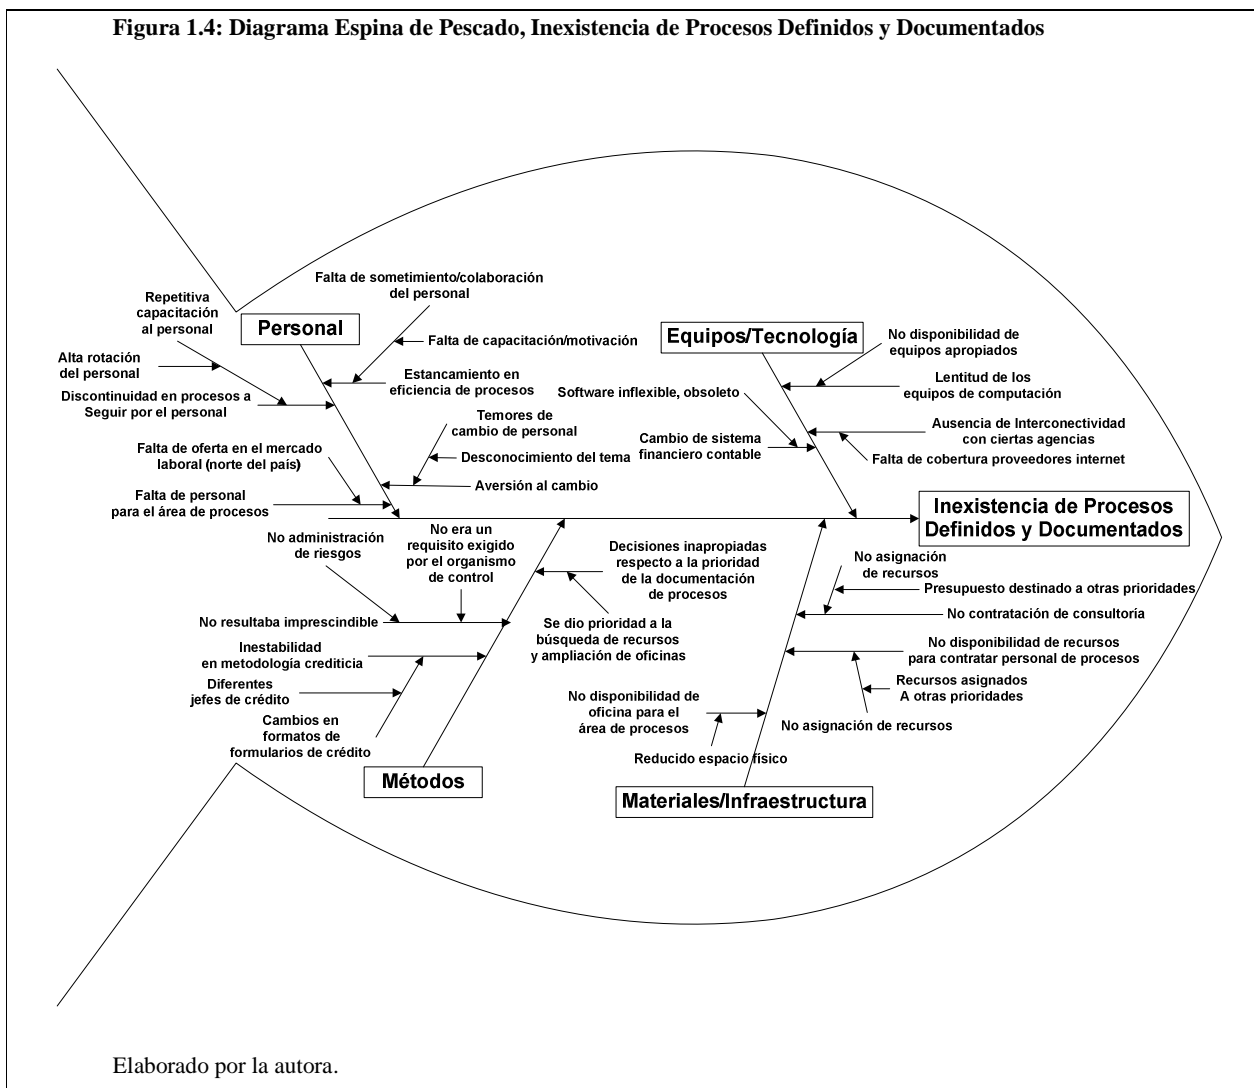 Figura 1.4: Diagrama Espina de Pescado, Inexistencia de Procesos Definidos y Documentados
Falta de sometimiento/colaboración
del personal
Repetitiva
capacitación
al personal
Personal
Falta de capacitación/motivación
Alta rotación
del personal
Estancamiento en
eficiencia de procesos
Discontinuidad en procesos a
Seguir por el personal
Temores de
cambio de personal
Falta de oferta en el mercado
laboral (norte del país)
Desconocimiento del tema
Falta de personal
para el área de procesos
Aversión al cambio
Equipos/Tecnología
No disponibilidad de
equipos apropiados
Lentitud de los
equipos de computación
Software inflexible, obsoleto
Ausencia de Interconectividad
con ciertas agencias
Cambio de sistema
financiero contable
Falta de cobertura proveedores internet
Inexistencia de Procesos
Definidos y Documentados
No administración
de riesgos
No era un
requisito exigido
por el organismo
de control
Decisiones inapropiadas
respecto a la prioridad
de la documentación
de procesos
No resultaba imprescindible
Se dio prioridad a la
búsqueda de recursos
y ampliación de oficinas
Inestabilidad
en metodología crediticia
Diferentes
jefes de crédito
Cambios en
formatos de
formularios de crédito
Métodos
No asignación
de recursos
Presupuesto destinado a otras prioridades
No contratación de consultoría
No disponibilidad de recursos
para contratar personal de procesos
Recursos asignados
A otras prioridades
No asignación de recursos
No disponibilidad de
oficina para el
área de procesos
Reducido espacio físico
Materiales/Infraestructura
Elaborado por la autora.